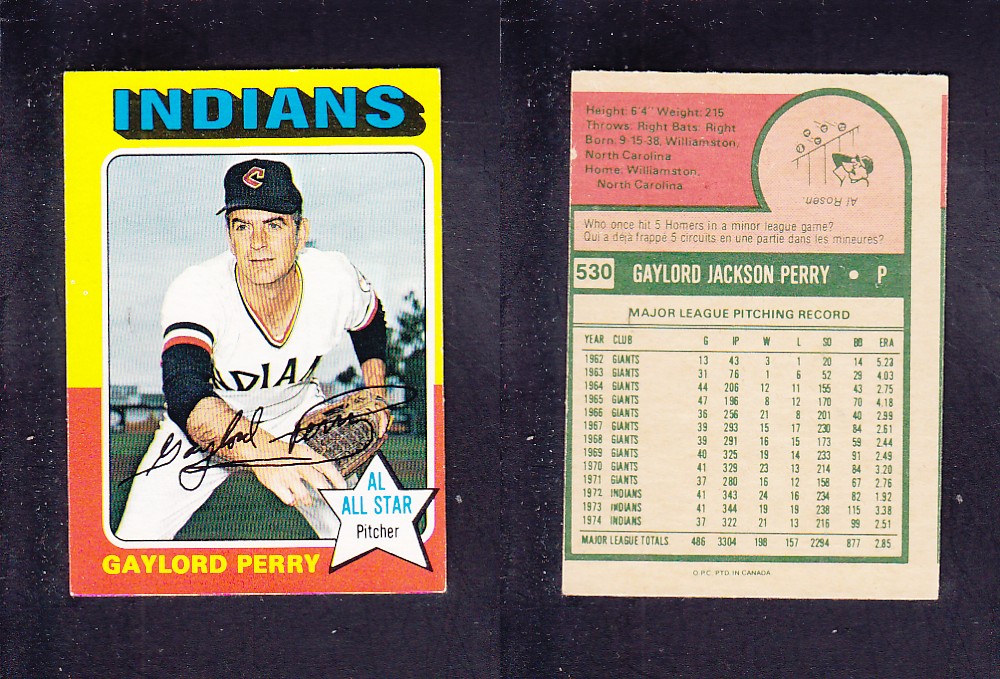 INDIANS
C
NDIAN
Gaylord Perry
AL
ALL STAR
Pitcher
GAYLORD PERRY
Height: 6'4" Weight: 215
Throws: Right Bats: Right
Born: 9-15-38, Williamston,
North Carolina
Home: Williamston,
North Carolina
Al Rosen.
Who once hit 5 Homers in a minor league game?
Qui a déjà frappé 5 circuits en une partie dans les mineures?
530 GAYLORD JACKSON PERRY • P
MAJOR LEAGUE PITCHING RECORD
YEAR CLUB G IP W L SO BB ERA
1962 GIANTS 13 43 3 1 20 14 5.23
1963 GIANTS 31 76 1 6 52 29 4.03
1964 GIANTS 44 206 12 11 155 43 2.75
1965 GIANTS 47 196 8 12 170 70 4.18
1966 GIANTS 36 256 21 8 201 40 2.99
1967 GIANTS 39 293 15 17 230 84 2.61
1968 GIANTS 39 291 16 15 173 59 2.44
1969 GIANTS 40 325 19 14 233 91 2.49
1970 GIANTS 41 329 23 13 214 84 3.20
1971 GIANTS 37 280 16 12 158 67 2.76
1972 INDIANS 41 343 24 16 234 82 1.92
1973 INDIANS 41 344 19 19 238 115 3.38
1974 INDIANS 37 322 21 13 216 99 2.51
MAJOR LEAGUE TOTALS 486 3304 198 157 2294 877 2.85
O.P.C. PTD. IN CANADA